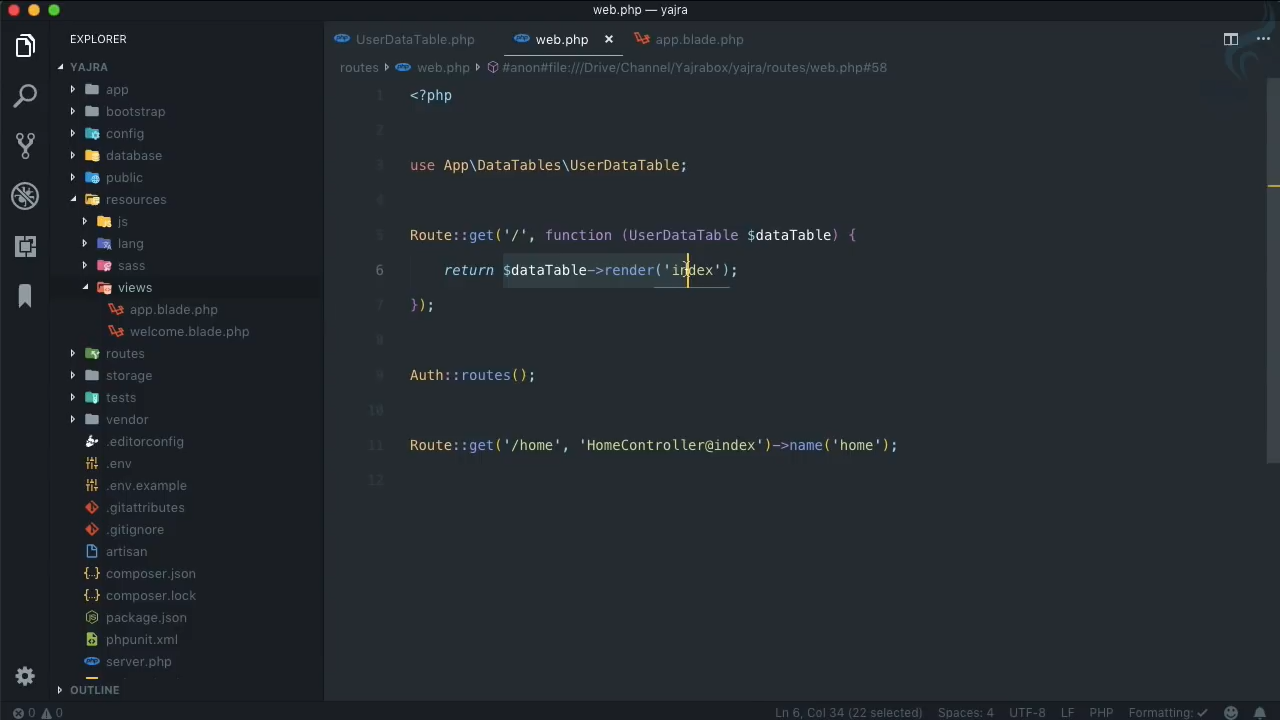 web.php — yajra
EXPLORER
YAJRA
app
bootstrap
config
database
public
resources
js
lang
sass
views
app.blade.php
welcome.blade.php
routes
storage
tests
vendor
.editorconfig
.env
.env.example
.gitattributes
.gitignore
artisan
composer.json
composer.lock
package.json
phpunit.xml
server.php
OUTLINE
UserDataTable.php web.php app.blade.php
routes web.php #anon#file:///Drive/Channel/Yajrabox/yajra/routes/web.php#58
1 <?php
2
3 use App\DataTables\UserDataTable;
4
5 Route::get('/', function (UserDataTable $dataTable) {
6 return $dataTable->render('index');
7 });
8
9 Auth::routes();
10
11 Route::get('/home', 'HomeController@index')->name('home');
12
0 0 Ln 6, Col 34 (22 selected) Spaces: 4 UTF-8 LF PHP Formatting: ✓